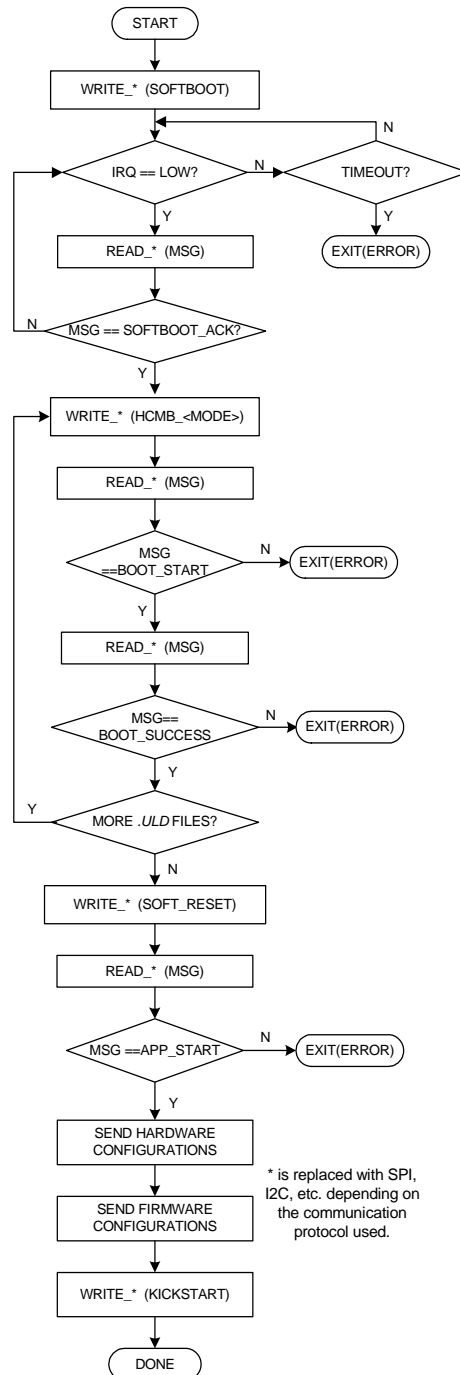 START
WRITE_* (SOFTBOOT)
N
IRQ == LOW?
N
TIMEOUT?
Y
Y
READ_* (MSG)
EXIT(ERROR)
N
MSG == SOFTBOOT_ACK?
Y
WRITE_* (HCMB_<MODE>)
READ_* (MSG)
MSG
==BOOT_START
N
EXIT(ERROR)
Y
READ_* (MSG)
MSG==
BOOT_SUCCESS
N
EXIT(ERROR)
Y
Y
MORE .ULD FILES?
N
WRITE_* (SOFT_RESET)
READ_* (MSG)
MSG ==APP_START
N
EXIT(ERROR)
Y
SEND HARDWARE
CONFIGURATIONS
* is replaced with SPI,
I2C, etc. depending on
the communication
protocol used.
SEND FIRMWARE
CONFIGURATIONS
WRITE_* (KICKSTART)
DONE